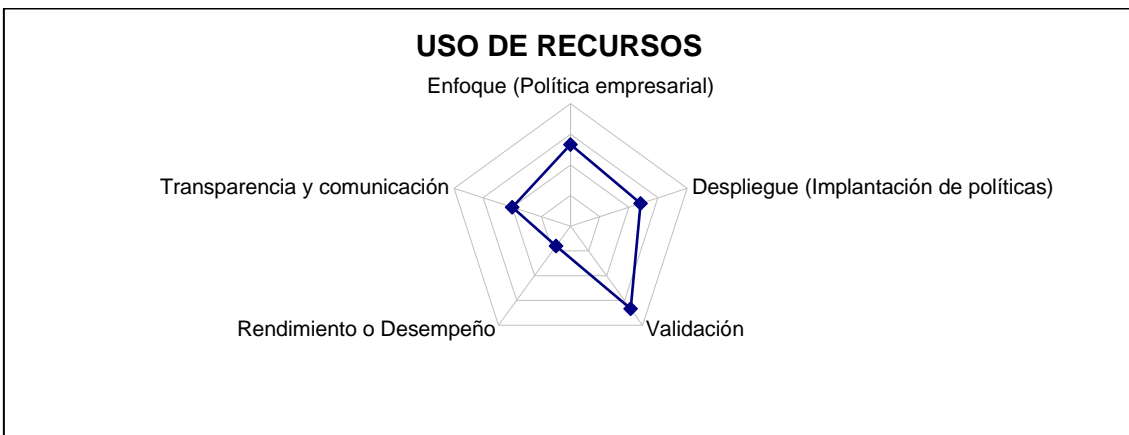 USO DE RECURSOS
Enfoque (Política empresarial)
Transparencia y comunicación
Despliegue (Implantación de políticas)
Rendimiento o Desempeño
Validación